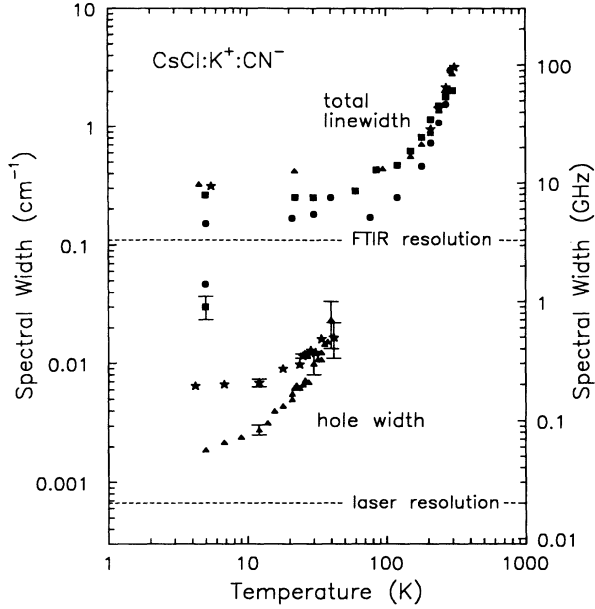 CsCl:K⁺:CN⁻
total
linewidth
FTIR resolution
hole width
laser resolution
Spectral Width (cm⁻¹)
10
1
0.1
0.01
0.001
Spectral Width (GHz)
100
10
1
0.1
0.01
1
10
100
1000
Temperature (K)